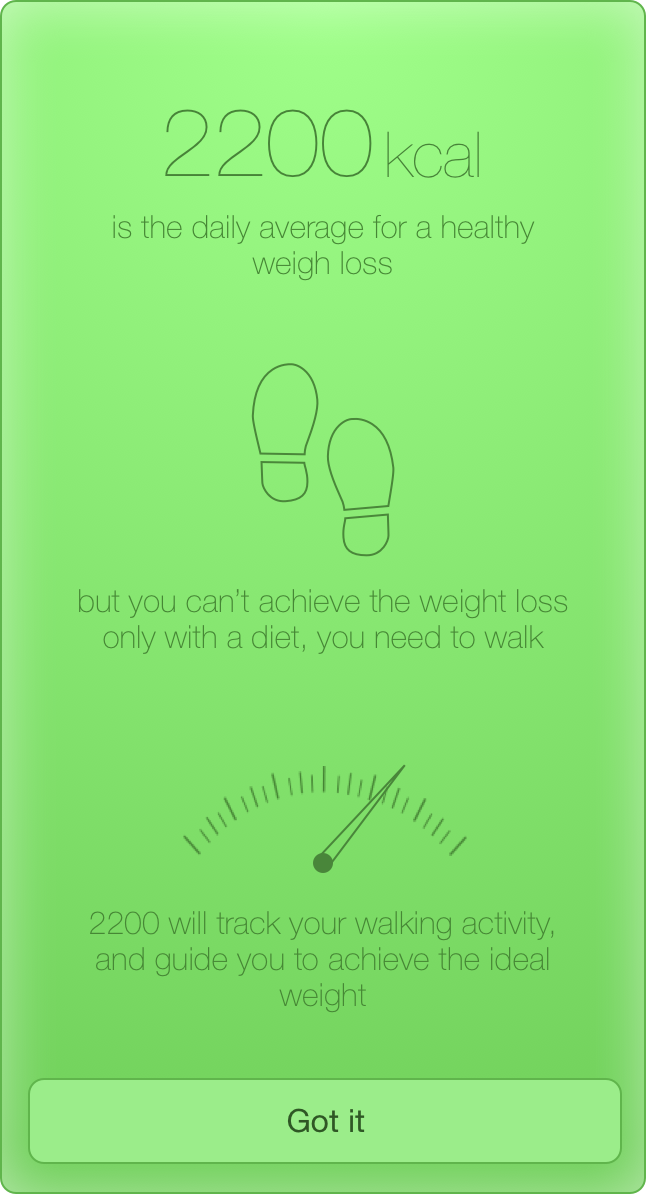 2200 kcal
is the daily average for a healthy
weigh loss
but you can't achieve the weight loss
only with a diet, you need to walk
2200 will track your walking activity,
and guide you to achieve the ideal
weight
Got it